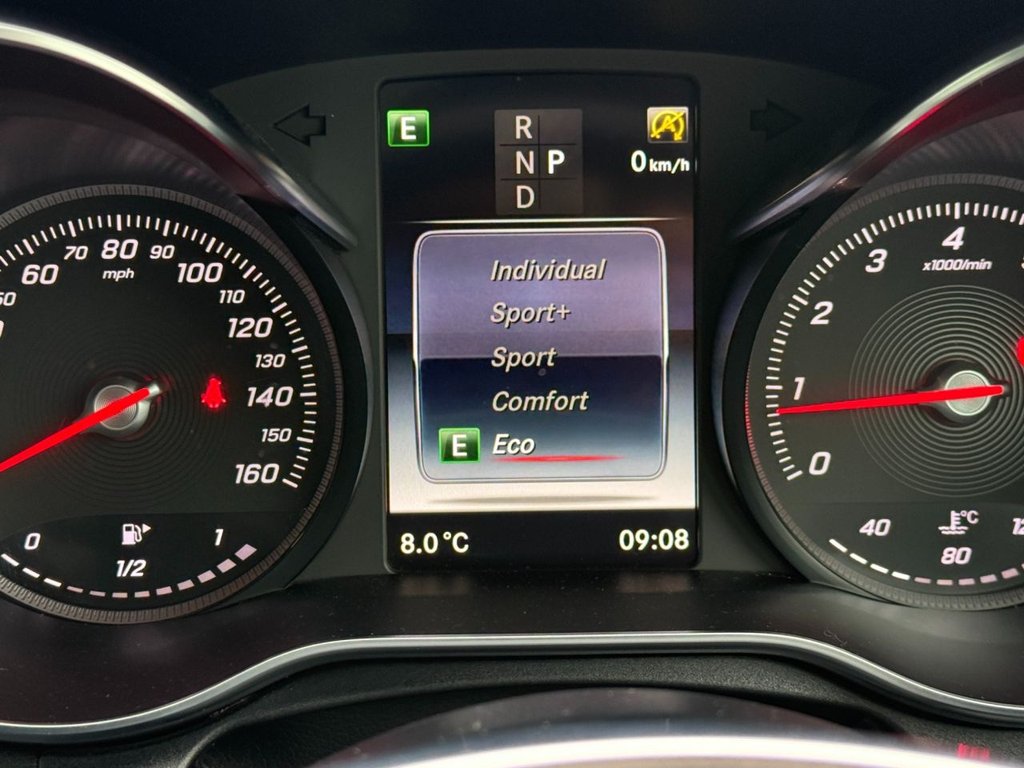 E
R
N P
D
0 km/h
Individual
Sport+
Sport
Comfort
E Eco
8.0 °C
09:08
60
70
80
90
100
110
120
130
140
150
160
mph
0
1/2
1
0
1
2
3
4
x1000/min
40
80
°C